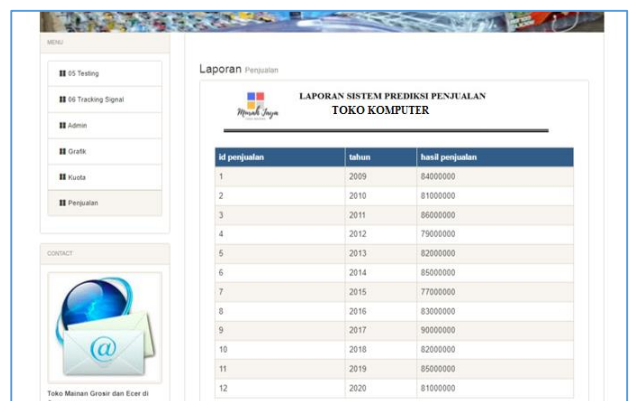 MENU
05 Testing
06 Tracking Signal
Admin
Grafik
Kuota
Penjualan
CONTACT
@
Toko Mainan Grosir dan Ecer di
Laporan Penjualan
Murah Jaya
LAPORAN SISTEM PREDIKSI PENJUALAN
TOKO KOMPUTER
id penjualan tahun hasil penjualan
1 2009 84000000
2 2010 81000000
3 2011 86000000
4 2012 79000000
5 2013 82000000
6 2014 85000000
7 2015 77000000
8 2016 83000000
9 2017 90000000
10 2018 82000000
11 2019 85000000
12 2020 81000000